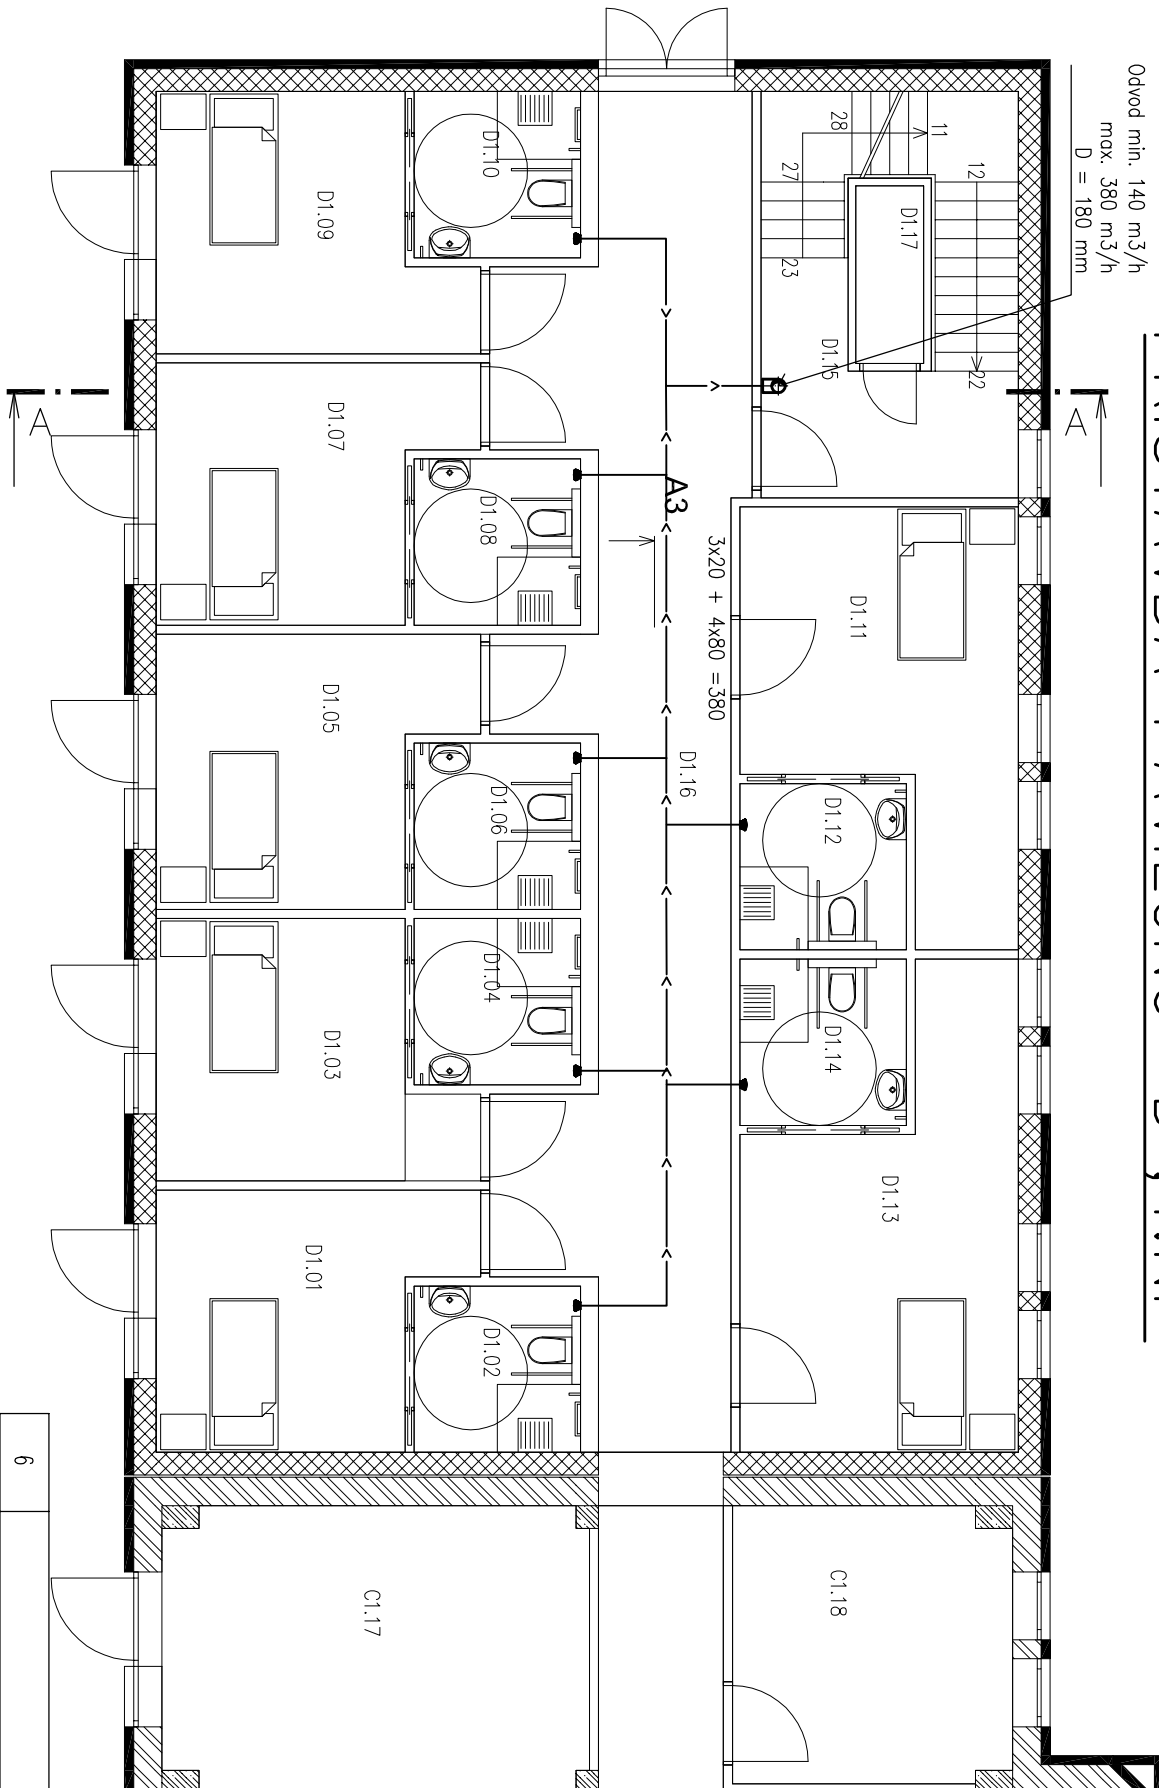 Odvod min. 140 m3/h
max. 380 m3/h
D = 180 mm
11
28
12
27
D1.17
23
22
D1.15
A
A
D1.10
D1.09
D1.07
D1.08
A3
3x20 + 4x80 =380
D1.11
D1.05
D1.06
D1.16
D1.12
D1.04
D1.03
D1.14
D1.13
D1.01
D1.02
6
C1.17
C1.18